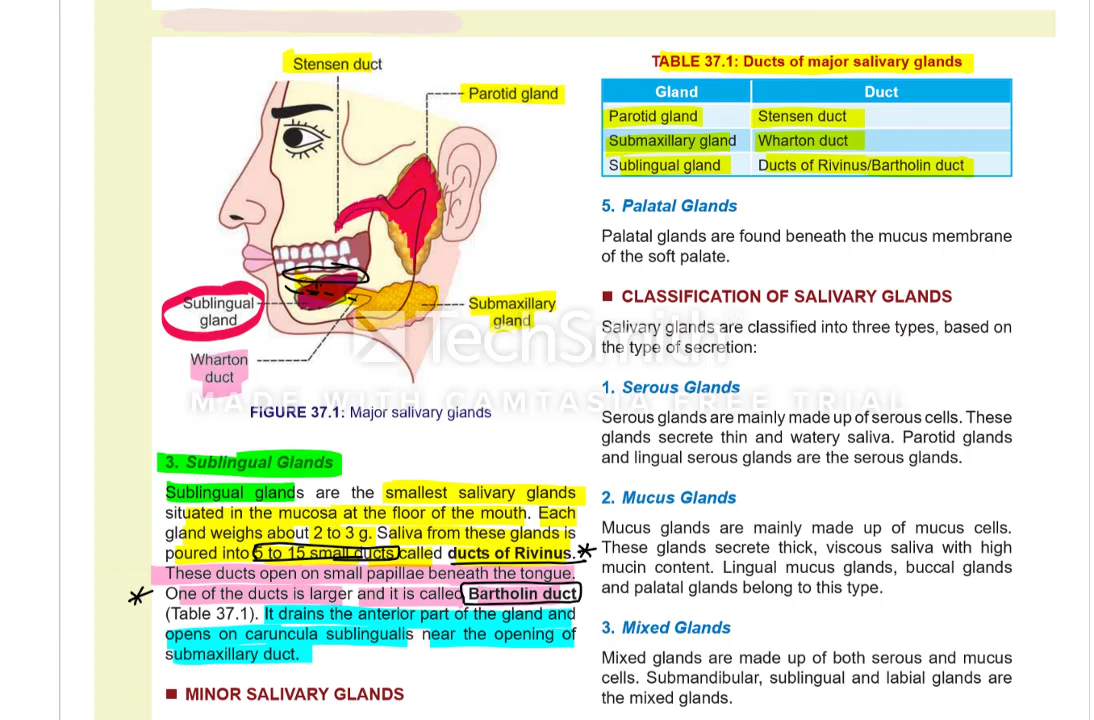 Stensen duct
Parotid gland
Sublingual
gland
Submaxillary
gland
Wharton
duct
TechSmith
MADE WITH CAMTASIA FREE TRIAL
FIGURE 37.1: Major salivary glands
3. Sublingual Glands
Sublingual glands are the smallest salivary glands
situated in the mucosa at the floor of the mouth. Each
gland weighs about 2 to 3 g. Saliva from these glands is
poured into 5 to 15 small ducts called ducts of Rivinus.
These ducts open on small papillae beneath the tongue.
One of the ducts is larger and it is called Bartholin duct
(Table 37.1). It drains the anterior part of the gland and
opens on caruncula sublingualis near the opening of
submaxillary duct.
■ MINOR SALIVARY GLANDS
TABLE 37.1: Ducts of major salivary glands
Gland Duct
Parotid gland Stensen duct
Submaxillary gland Wharton duct
Sublingual gland Ducts of Rivinus/Bartholin duct
5. Palatal Glands
Palatal glands are found beneath the mucus membrane
of the soft palate.
■ CLASSIFICATION OF SALIVARY GLANDS
Salivary glands are classified into three types, based on
the type of secretion:
1. Serous Glands
Serous glands are mainly made up of serous cells. These
glands secrete thin and watery saliva. Parotid glands
and lingual serous glands are the serous glands.
2. Mucus Glands
Mucus glands are mainly made up of mucus cells.
These glands secrete thick, viscous saliva with high
mucin content. Lingual mucus glands, buccal glands
and palatal glands belong to this type.
3. Mixed Glands
Mixed glands are made up of both serous and mucus
cells. Submandibular, sublingual and labial glands are
the mixed glands.